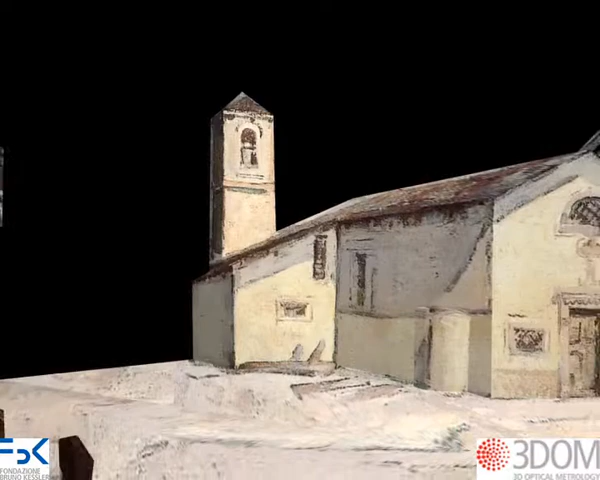 FBK
FONDAZIONE
BRUNO KESSLER
3DOM
3D OPTICAL METROLOGY